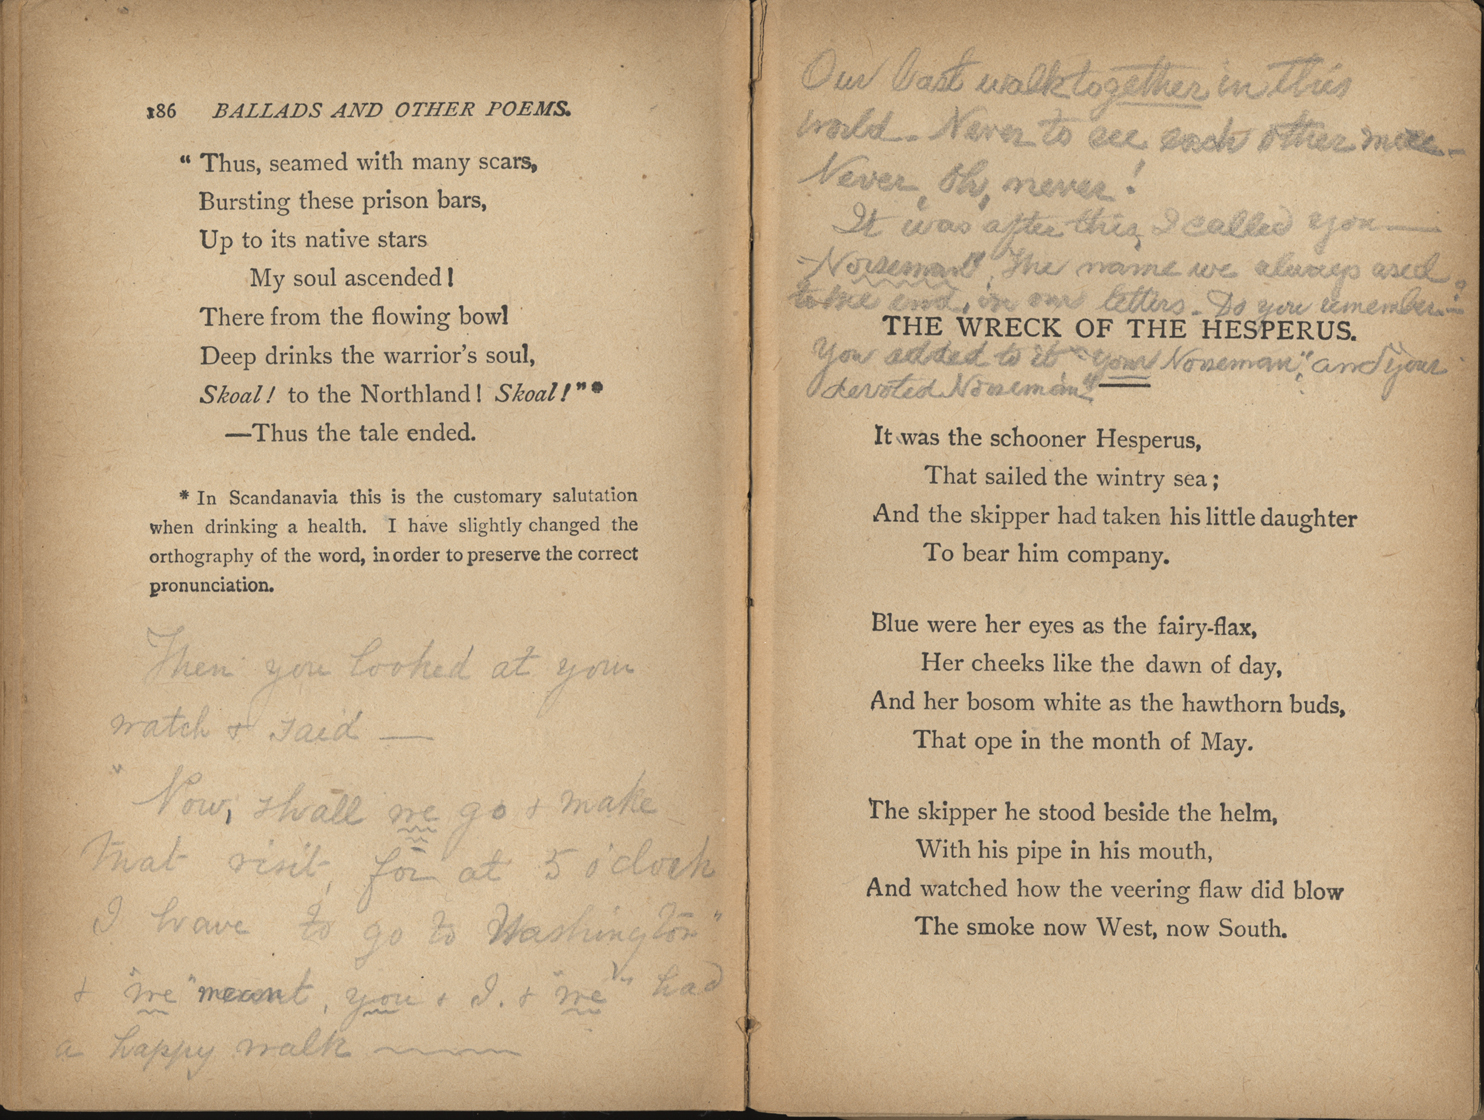 186 BALLADS AND OTHER POEMS.
“ Thus, seamed with many scars,
Bursting these prison bars,
Up to its native stars
My soul ascended !
There from the flowing bowl
Deep drinks the warrior’s soul,
Skoal ! to the Northland ! Skoal ! ” *
—Thus the tale ended.
* In Scandanavia this is the customary salutation
when drinking a health. I have slightly changed the
orthography of the word, in order to preserve the correct
pronunciation.
Then you looked at your
watch & said —
" Now, shall we go & make
that visit, for at 5 o'clock
I have to go to Washington"
& "we" meant, you & I. & "we" had
a happy walk ———
Our last walk together in this
world. Never to see each other more—
Never, Oh, never!
It was after this, I called you —
"Norseman". The name we always used
to the end, in our letters. Do you remember—
THE WRECK OF THE HESPERUS.
You added to it "your Norseman," and "your
devoted Norseman"
It was the schooner Hesperus,
That sailed the wintry sea ;
And the skipper had taken his little daughter
To bear him company.
Blue were her eyes as the fairy-flax,
Her cheeks like the dawn of day,
And her bosom white as the hawthorn buds,
That ope in the month of May.
The skipper he stood beside the helm,
With his pipe in his mouth,
And watched how the veering flaw did blow
The smoke now West, now South.